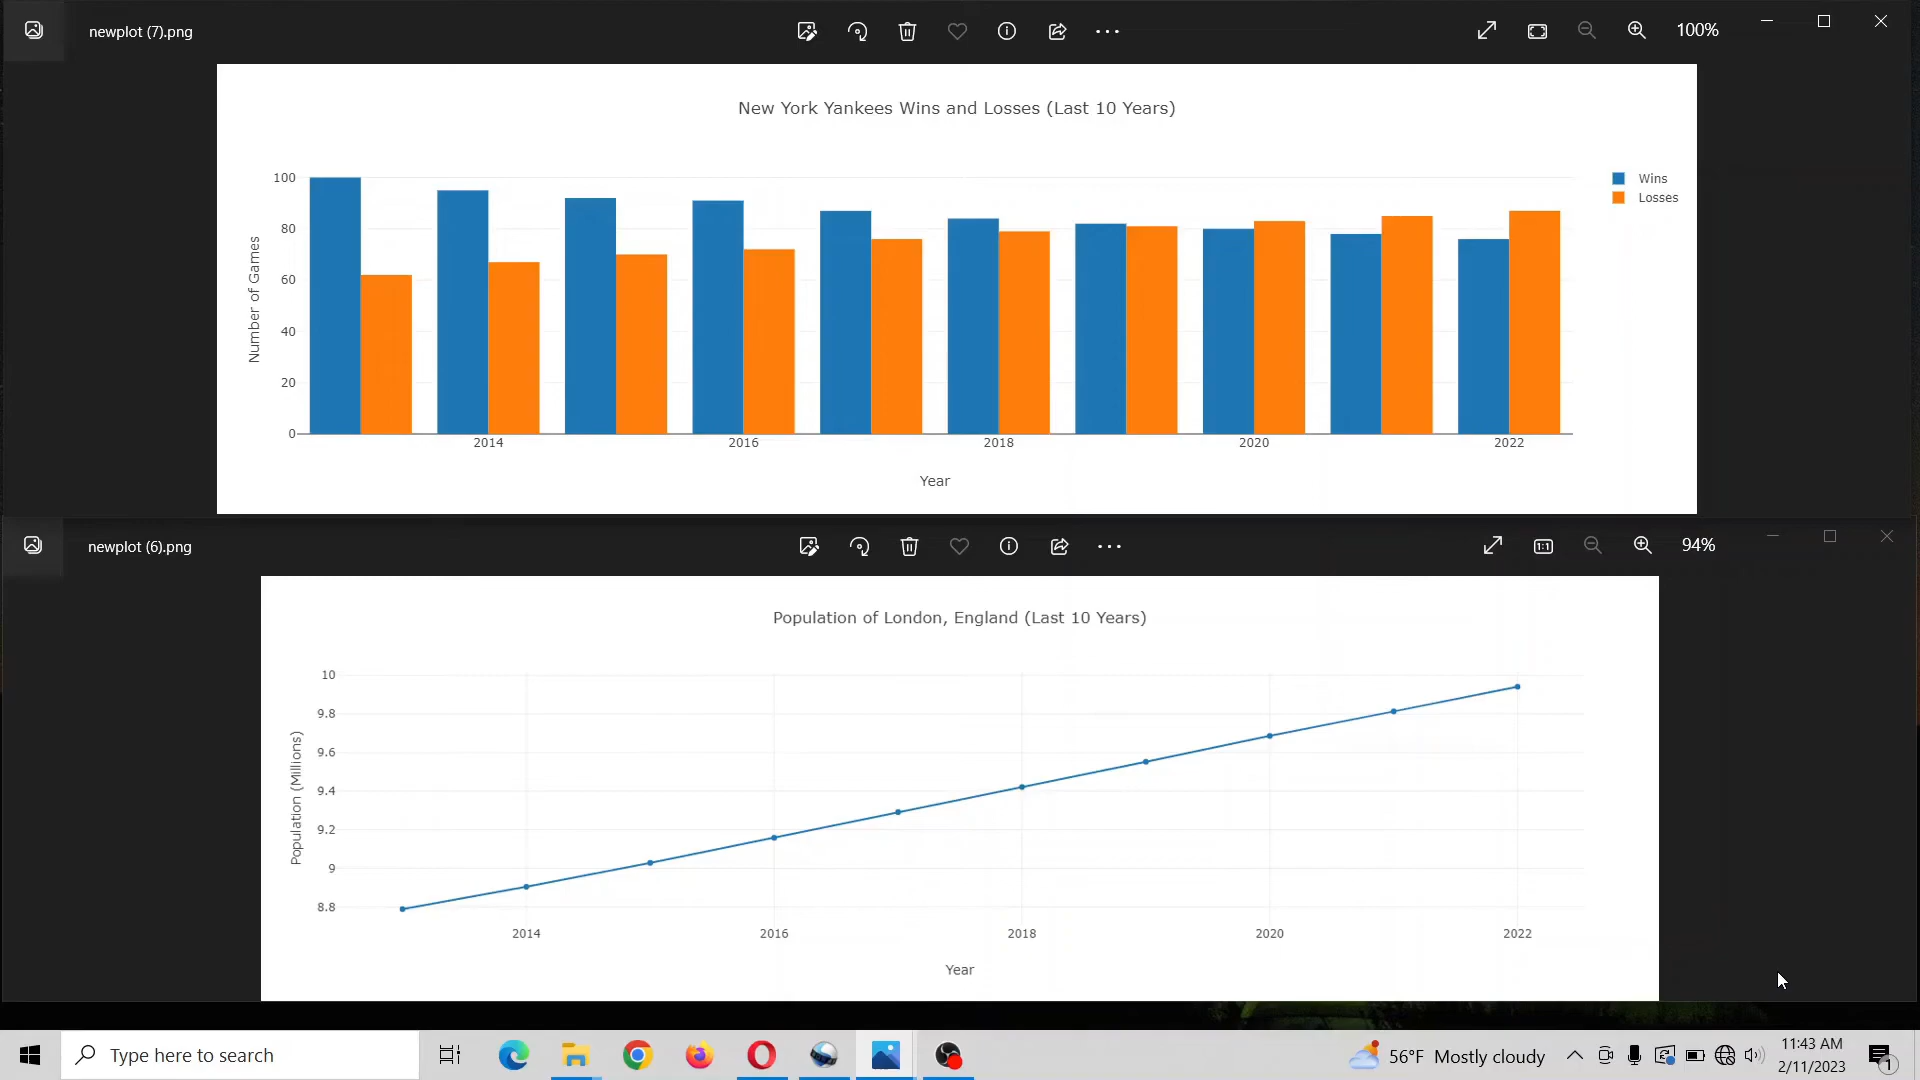 newplot (7).png
100%
New York Yankees Wins and Losses (Last 10 Years)
Wins
Losses
100
80
60
40
20
0
Number of Games
2014 2016 2018 2020 2022
Year
newplot (6).png
1:1
94%
Population of London, England (Last 10 Years)
10
9.8
9.6
9.4
9.2
9
8.8
Population (Millions)
2014 2016 2018 2020 2022
Year
Type here to search
56°F Mostly cloudy
11:43 AM
2/11/2023
1